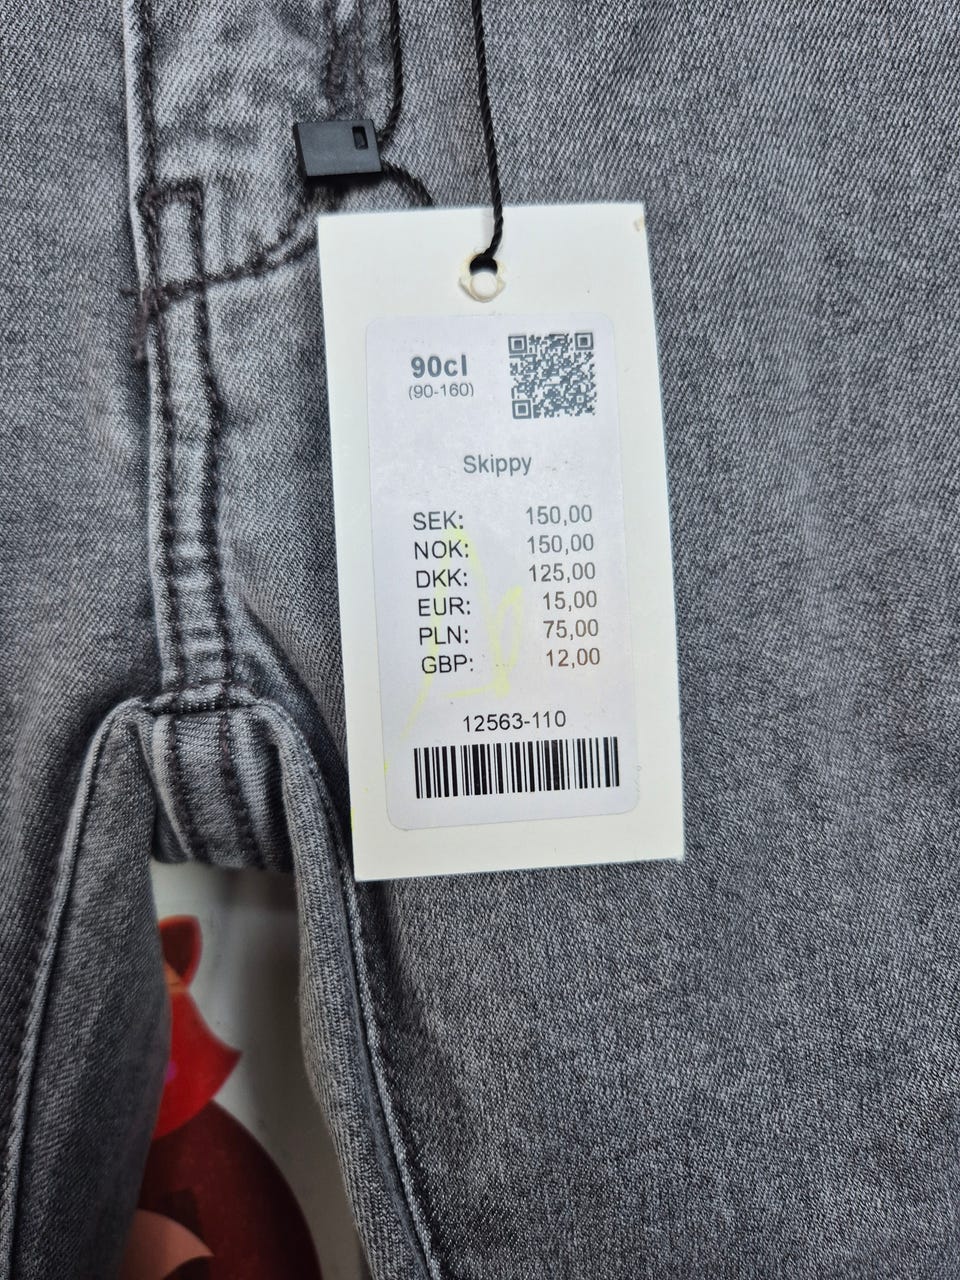 90cl
(90-160)
Skippy
SEK: 150,00
NOK: 150,00
DKK: 125,00
EUR: 15,00
PLN: 75,00
GBP: 12,00
12563-110